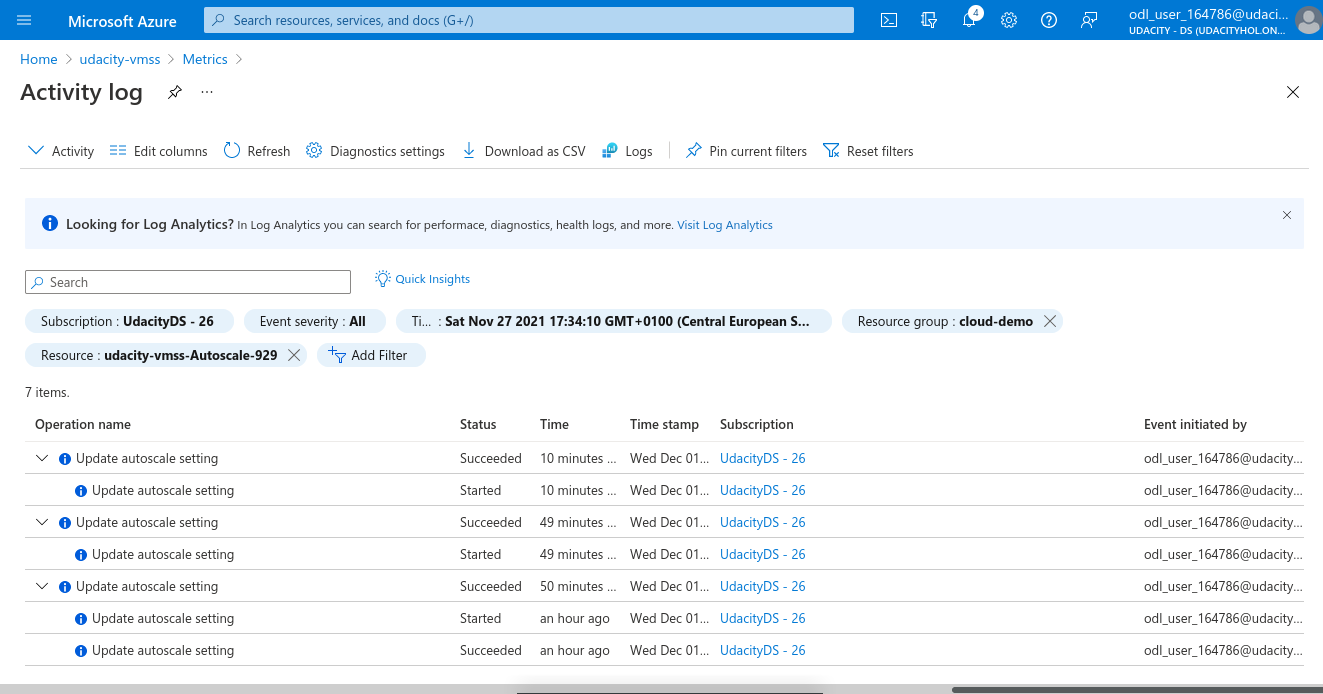 Microsoft Azure
Search resources, services, and docs (G+/)
4
odl_user_164786@udaci...
UDACITY - DS (UDACITYHOL.ON...
Home > udacity-vmss > Metrics >
Activity log ...
Activity Edit columns Refresh Diagnostics settings Download as CSV Logs Pin current filters Reset filters
Looking for Log Analytics? In Log Analytics you can search for performace, diagnostics, health logs, and more. Visit Log Analytics
Search Quick Insights
Subscription : UdacityDS - 26 Event severity : All Ti... : Sat Nov 27 2021 17:34:10 GMT+0100 (Central European S... Resource group : cloud-demo
Resource : udacity-vmss-Autoscale-929 Add Filter
7 items.
Operation name Status Time Time stamp Subscription Event initiated by
Update autoscale setting Succeeded 10 minutes ... Wed Dec 01... UdacityDS - 26 odl_user_164786@udacity...
Update autoscale setting Started 10 minutes ... Wed Dec 01... UdacityDS - 26 odl_user_164786@udacity...
Update autoscale setting Succeeded 49 minutes ... Wed Dec 01... UdacityDS - 26 odl_user_164786@udacity...
Update autoscale setting Started 49 minutes ... Wed Dec 01... UdacityDS - 26 odl_user_164786@udacity...
Update autoscale setting Succeeded 50 minutes ... Wed Dec 01... UdacityDS - 26 odl_user_164786@udacity...
Update autoscale setting Started an hour ago Wed Dec 01... UdacityDS - 26 odl_user_164786@udacity...
Update autoscale setting Succeeded an hour ago Wed Dec 01... UdacityDS - 26 odl_user_164786@udacity...